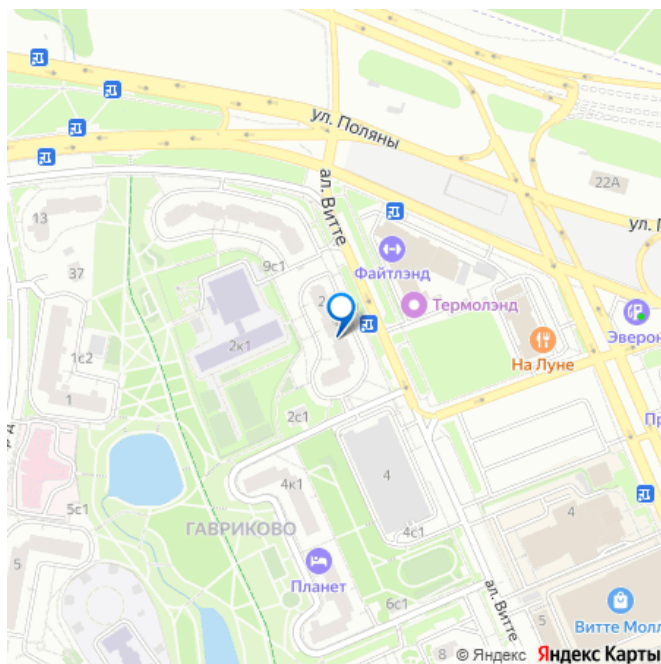 ул. Поляны
22А
ал. Витте
13
ул. П
37
9с1
Файтлэнд
2
Термолэнд
1с2
2к1
На Луне
Эверон
1
2с1
Пр
4к1
4
5с1
4с1
4
ГАВРИКОВО
5
Планет
6с1
ал. Витте
5
Витте Молл
8
© Яндекс Яндекс Карты